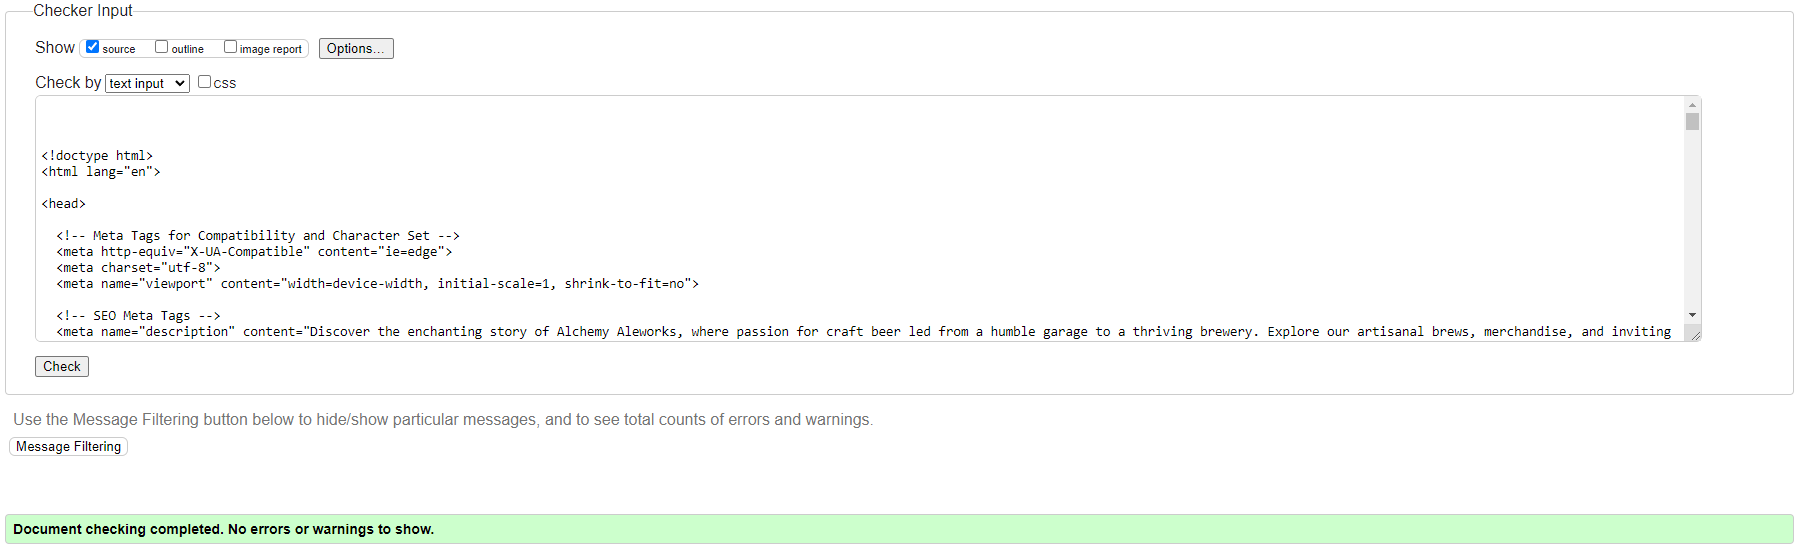 Checker Input
Show source outline image report Options...
Check by text input css
<!doctype html>
<html lang="en">
<head>
<!-- Meta Tags for Compatibility and Character Set -->
<meta http-equiv="X-UA-Compatible" content="ie=edge">
<meta charset="utf-8">
<meta name="viewport" content="width=device-width, initial-scale=1, shrink-to-fit=no">
<!-- SEO Meta Tags -->
<meta name="description" content="Discover the enchanting story of Alchemy Aleworks, where passion for craft beer led from a humble garage to a thriving brewery. Explore our artisanal brews, merchandise, and inviting
Check
Use the Message Filtering button below to hide/show particular messages, and to see total counts of errors and warnings.
Message Filtering
Document checking completed. No errors or warnings to show.